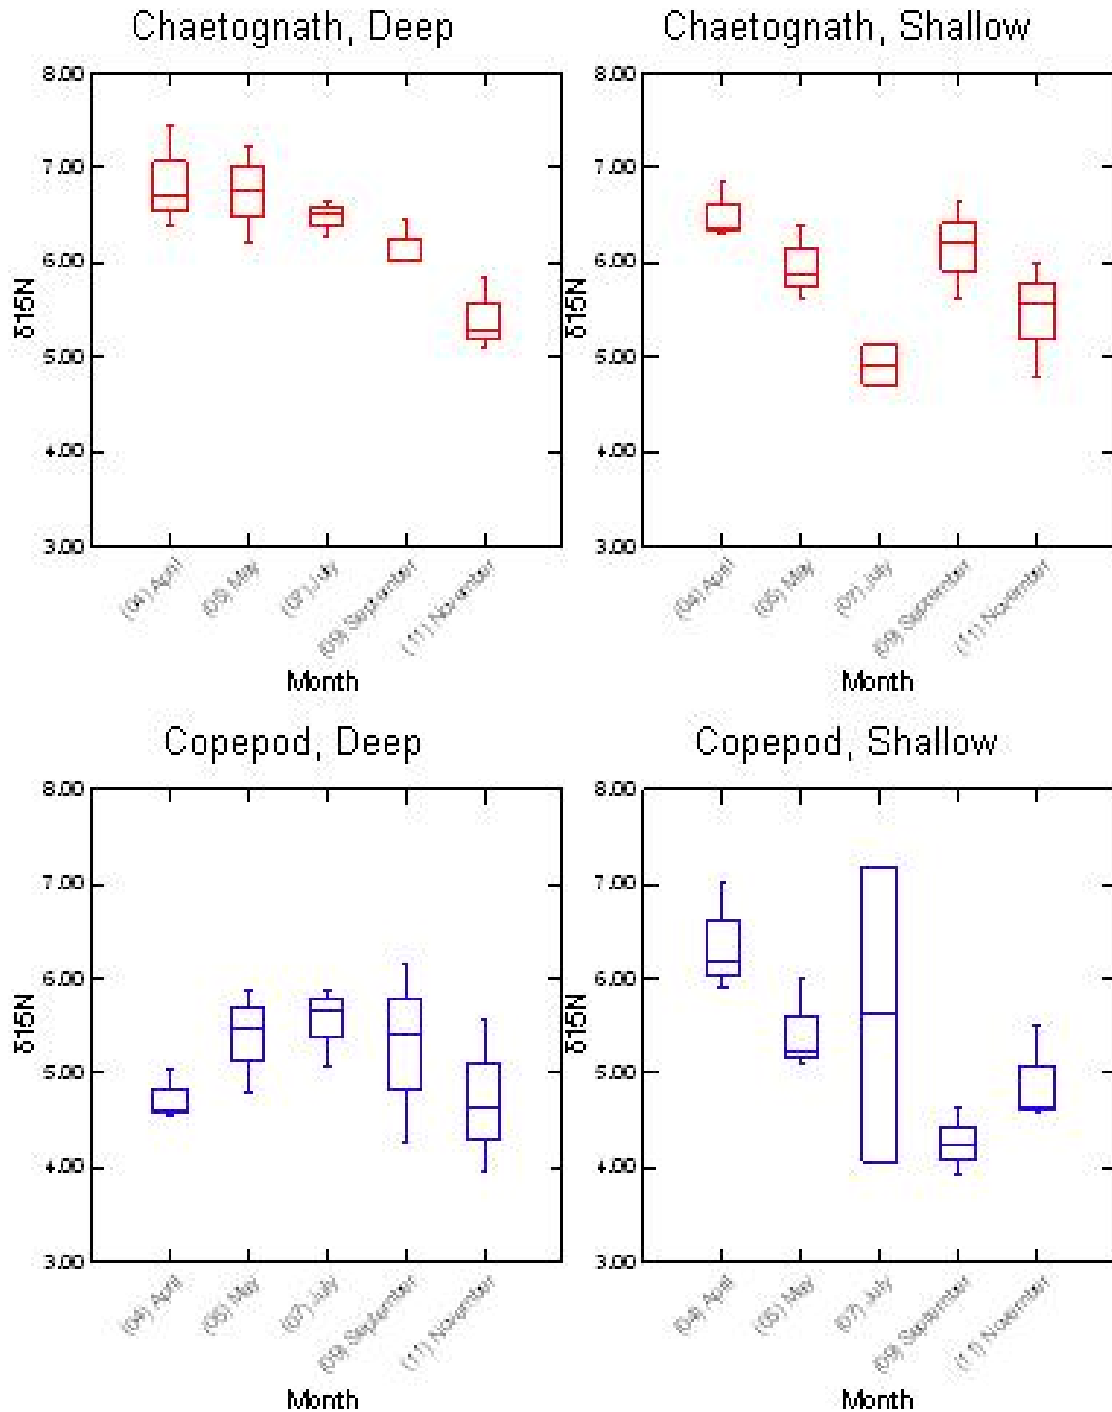 Chaetognath, Deep
8.00
7.00
6.00
5.00
4.00
3.00
δ15N
(04) April
(05) May
(07) July
(09) September
(11) November
Month
Chaetognath, Shallow
8.00
7.00
6.00
5.00
4.00
3.00
δ15N
(04) April
(05) May
(07) July
(09) September
(11) November
Month
Copepod, Deep
8.00
7.00
6.00
5.00
4.00
3.00
δ15N
(04) April
(05) May
(07) July
(09) September
(11) November
Month
Copepod, Shallow
8.00
7.00
6.00
5.00
4.00
3.00
δ15N
(04) April
(05) May
(07) July
(09) September
(11) November
Month